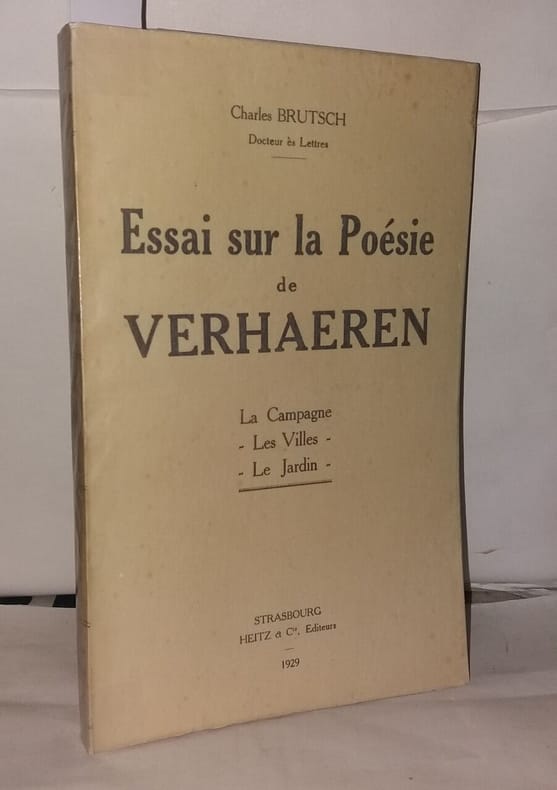 Charles BRUTSCH
Docteur ès Lettres
Essai sur la Poésie
de
VERHAEREN
La Campagne
- Les Villes -
- Le Jardin -
STRASBOURG
HEITZ & Cie, Editeurs
1929